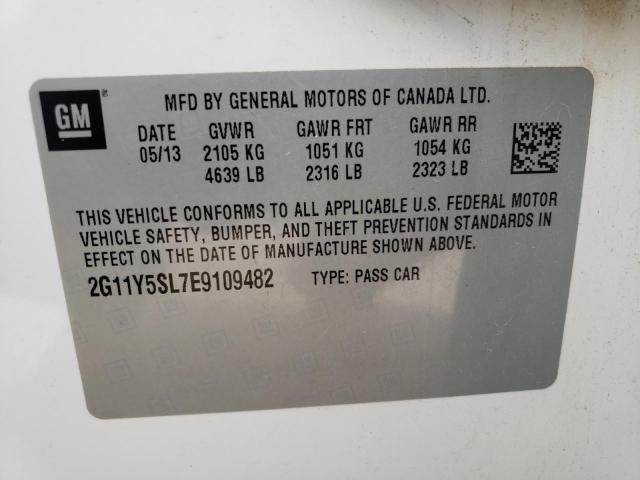 GM ®
MFD BY GENERAL MOTORS OF CANADA LTD.
DATE GVWR GAWR FRT GAWR RR
05/13 2105 KG 1051 KG 1054 KG
4639 LB 2316 LB 2323 LB
THIS VEHICLE CONFORMS TO ALL APPLICABLE U.S. FEDERAL MOTOR
VEHICLE SAFETY, BUMPER, AND THEFT PREVENTION STANDARDS IN
EFFECT ON THE DATE OF MANUFACTURE SHOWN ABOVE.
2G11Y5SL7E9109482 TYPE: PASS CAR